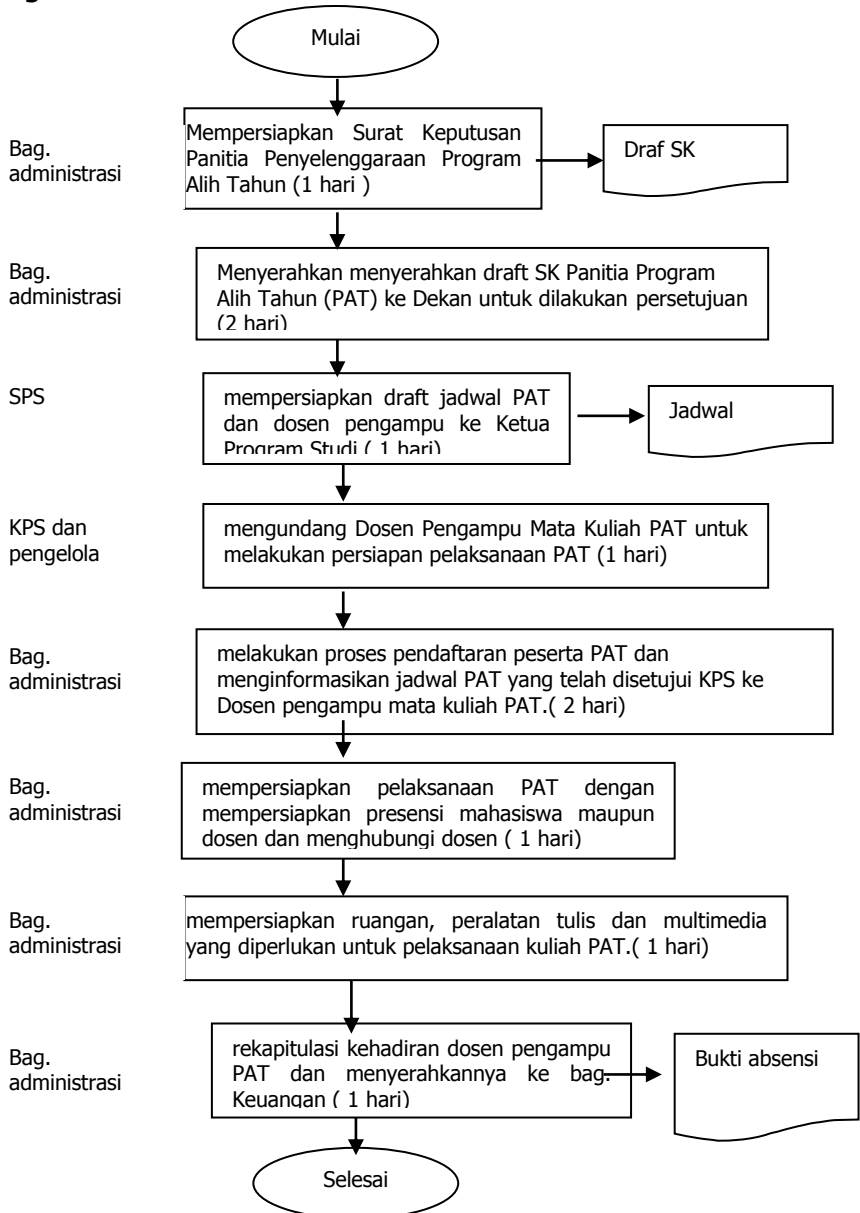 Mulai
Bag.
administrasi
Mempersiapkan Surat Keputusan
Panitia Penyelenggaraan Program
Alih Tahun (1 hari )
Draf SK
Bag.
administrasi
Menyerahkan menyerahkan draft SK Panitia Program
Alih Tahun (PAT) ke Dekan untuk dilakukan persetujuan
(2 hari)
SPS
mempersiapkan draft jadwal PAT
dan dosen pengampu ke Ketua
Program Studi ( 1 hari)
Jadwal
KPS dan
pengelola
mengundang Dosen Pengampu Mata Kuliah PAT untuk
melakukan persiapan pelaksanaan PAT (1 hari)
Bag.
administrasi
melakukan proses pendaftaran peserta PAT dan
menginformasikan jadwal PAT yang telah disetujui KPS ke
Dosen pengampu mata kuliah PAT.( 2 hari)
Bag.
administrasi
mempersiapkan pelaksanaan PAT dengan
mempersiapkan presensi mahasiswa maupun
dosen dan menghubungi dosen ( 1 hari)
Bag.
administrasi
mempersiapkan ruangan, peralatan tulis dan multimedia
yang diperlukan untuk pelaksanaan kuliah PAT.( 1 hari)
Bag.
administrasi
rekapitulasi kehadiran dosen pengampu
PAT dan menyerahkannya ke bag.
Keuangan ( 1 hari)
Bukti absensi
Selesai